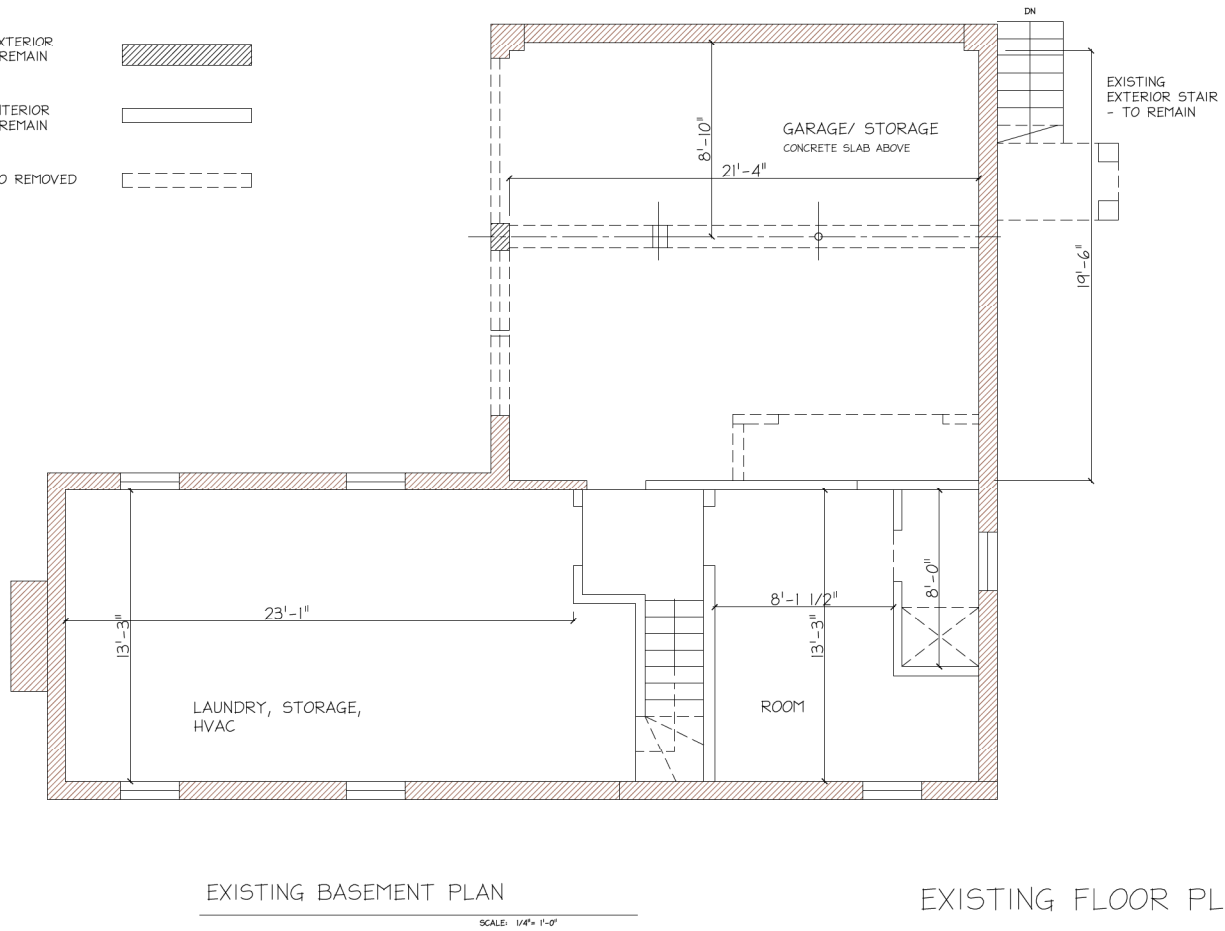 DN
XTERIOR
REMAIN
TERIOR
REMAIN
O REMOVED
EXISTING
EXTERIOR STAIR
- TO REMAIN
GARAGE/ STORAGE
CONCRETE SLAB ABOVE
8'-10"
21'-4"
19'-6"
23'-1"
13'-3"
8'-1 1/2"
13'-3"
8'-0"
LAUNDRY, STORAGE,
HVAC
ROOM
EXISTING BASEMENT PLAN
SCALE: 1/4"= 1'-0"
EXISTING FLOOR PL